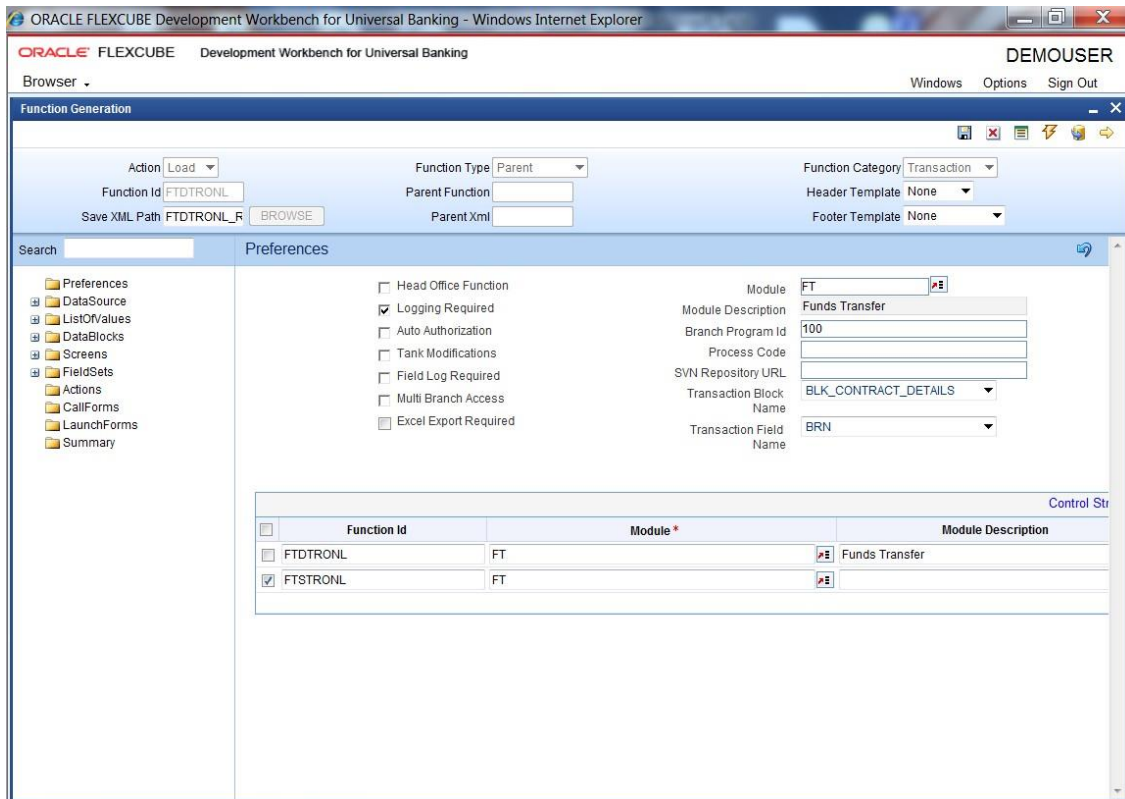 ORACLE FLEXCUBE Development Workbench for Universal Banking - Windows Internet Explorer
ORACLE FLEXCUBE Development Workbench for Universal Banking DEMOUSER
Browser Windows Options Sign Out
Function Generation
Action Load Function Type Parent Function Category Transaction
Function Id FTDTRONL Parent Function Header Template None
Save XML Path FTDTRONL_R BROWSE Parent Xml Footer Template None
Search Preferences
Preferences
DataSource
ListOfValues
DataBlocks
Screens
FieldSets
Actions
CallForms
LaunchForms
Summary
Head Office Function
Logging Required
Auto Authorization
Tank Modifications
Field Log Required
Multi Branch Access
Excel Export Required
Module FT
Module Description Funds Transfer
Branch Program Id 100
Process Code
SVN Repository URL
Transaction Block BLK_CONTRACT_DETAILS
Name
Transaction Field BRN
Name
Control Str
Function Id Module * Module Description
FTDTRONL FT Funds Transfer
FTSTRONL FT